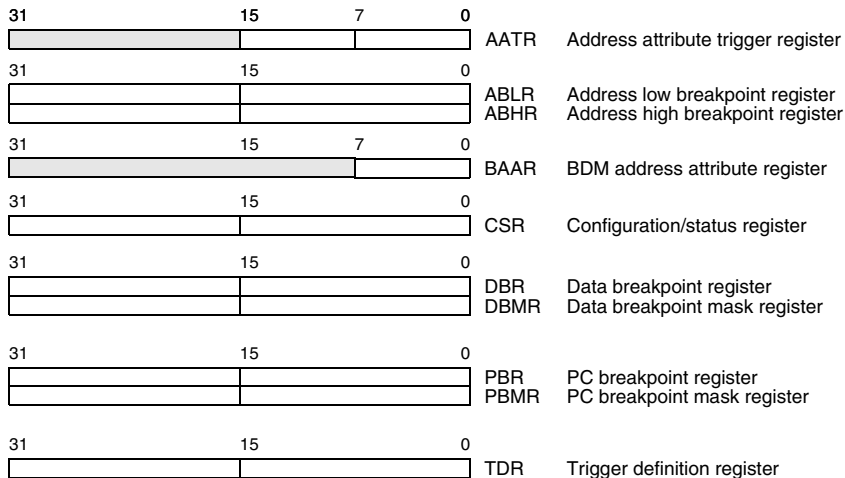 31 15 7 0
AATR Address attribute trigger register
31 15 0
ABLR Address low breakpoint register
ABHR Address high breakpoint register
31 15 7 0
BAAR BDM address attribute register
31 15 0
CSR Configuration/status register
31 15 0
DBR Data breakpoint register
DBMR Data breakpoint mask register
31 15 0
PBR PC breakpoint register
PBMR PC breakpoint mask register
31 15 0
TDR Trigger definition register